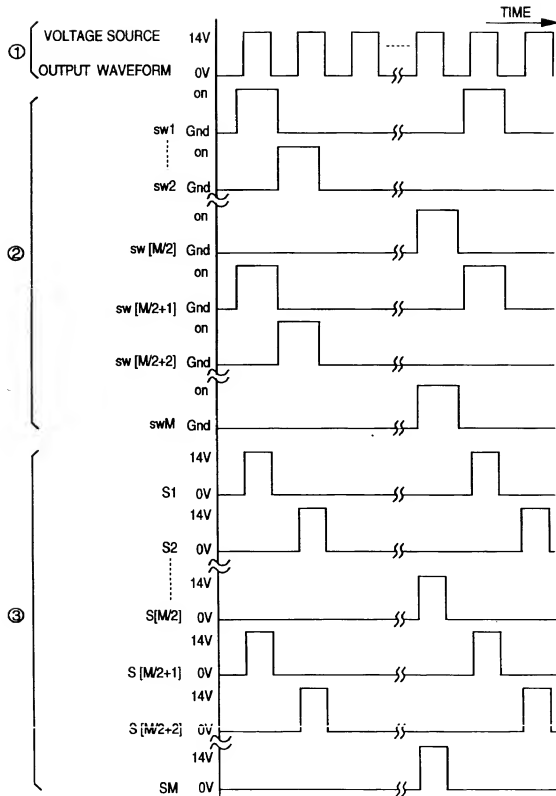 TIME
① VOLTAGE SOURCE 14V
OUTPUT WAVEFORM 0V
②
on
sw1 Gnd
on
sw2 Gnd
on
sw [M/2] Gnd
on
sw [M/2+1] Gnd
on
sw [M/2+2] Gnd
on
swM Gnd
③
14V
S1 0V
14V
S2 0V
14V
S[M/2] 0V
14V
S [M/2+1] 0V
14V
S [M/2+2] 0V
14V
SM 0V